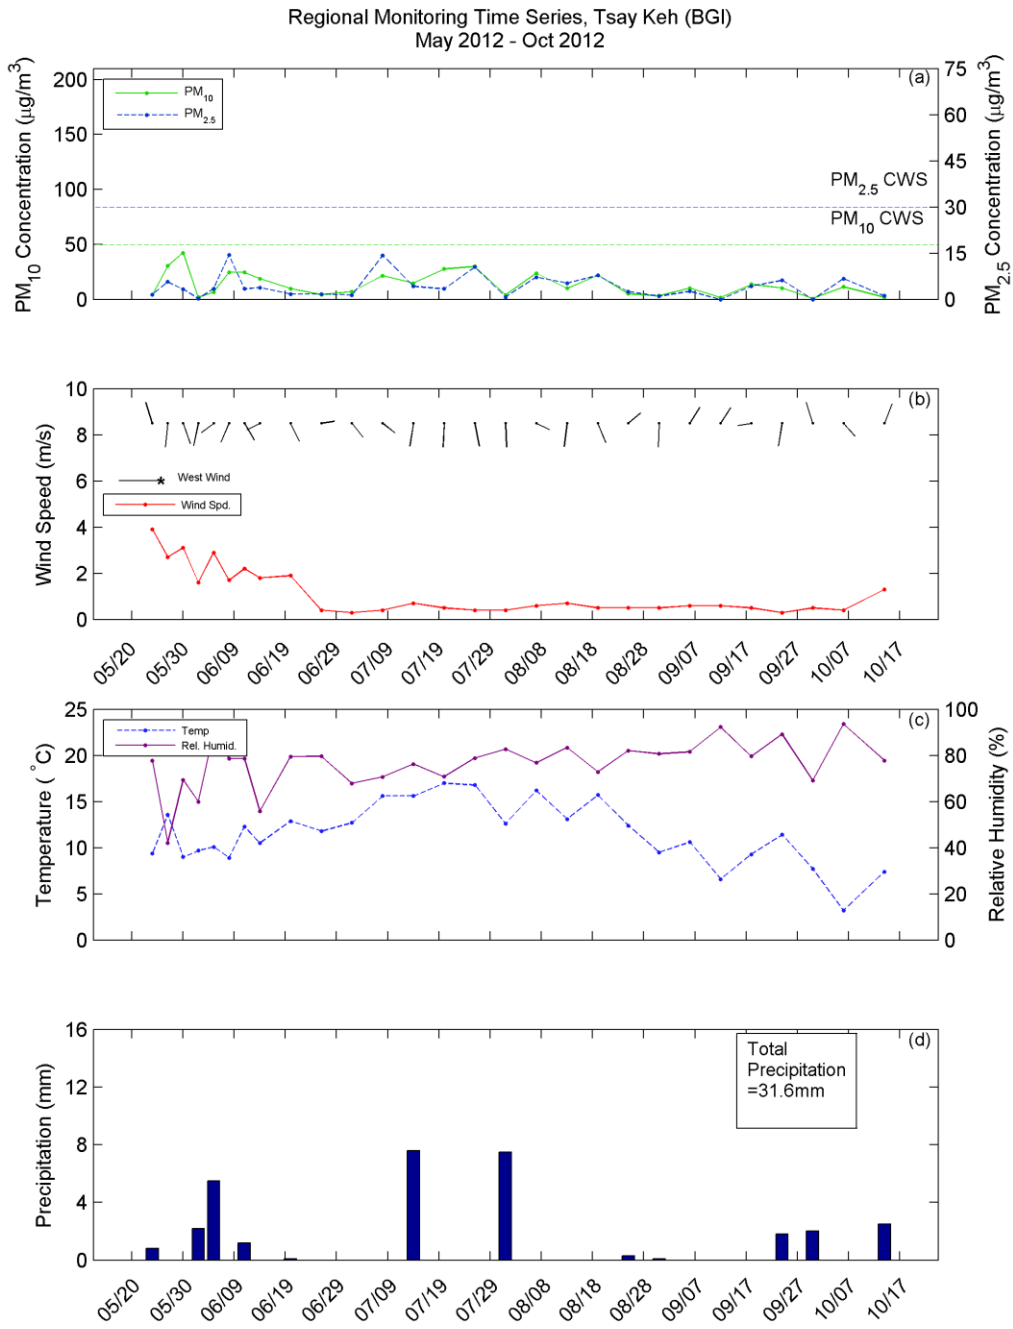 Regional Monitoring Time Series, Tsay Keh (BGI)
May 2012 - Oct 2012
(a)
PM10
PM2.5
PM10 Concentration (μg/m3)
200
150
100
50
0
PM2.5 Concentration (μg/m3)
75
60
45
30
15
0
PM2.5 CWS
PM10 CWS
(b)
Wind Speed (m/s)
10
8
6
4
2
0
West Wind
Wind Spd.
05/20 05/30 06/09 06/19 06/29 07/09 07/19 07/29 08/08 08/18 08/28 09/07 09/17 09/27 10/07 10/17
(c)
Temp
Rel. Humid.
Temperature (°C)
25
20
15
10
5
0
Relative Humidity (%)
100
80
60
40
20
0
(d)
Total
Precipitation
=31.6mm
Precipitation (mm)
16
12
8
4
0
05/20 05/30 06/09 06/19 06/29 07/09 07/19 07/29 08/08 08/18 08/28 09/07 09/17 09/27 10/07 10/17